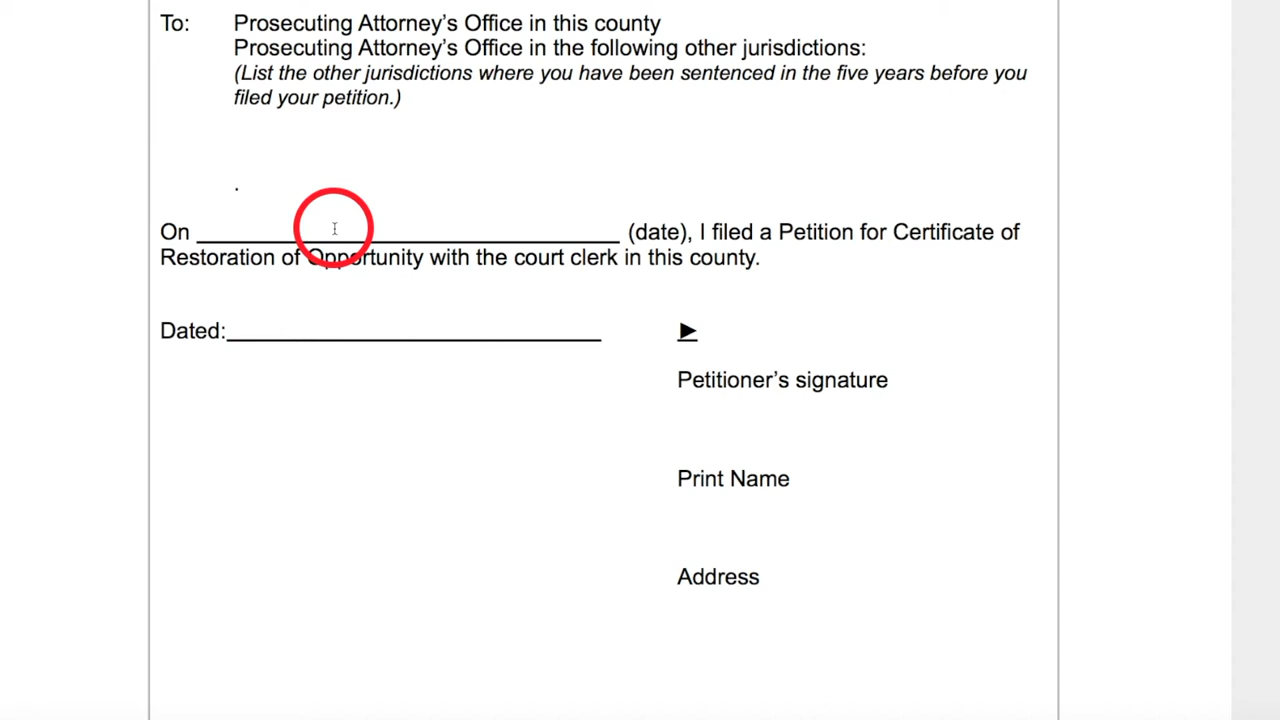 To: Prosecuting Attorney's Office in this county
Prosecuting Attorney's Office in the following other jurisdictions:
(List the other jurisdictions where you have been sentenced in the five years before you
filed your petition.)
.
On ______________________ (date), I filed a Petition for Certificate of
Restoration of Opportunity with the court clerk in this county.
Dated:____________________ ►
Petitioner's signature
Print Name
Address